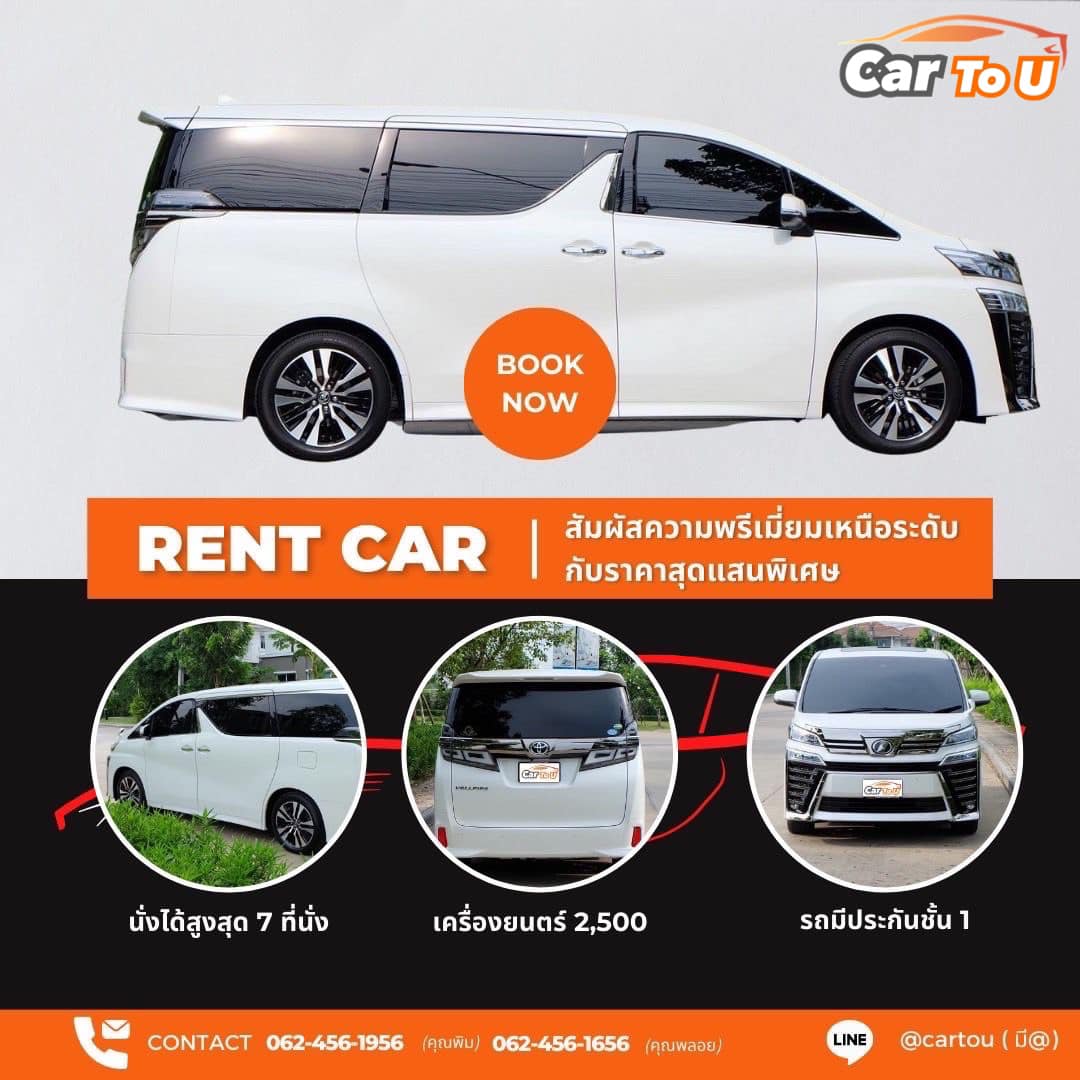 Car To U
BOOK
NOW
RENT CAR
สัมผัสความพรีเมี่ยมเหนือระดับ
กับราคาสุดแสนพิเศษ
Car To U
VELLFIRE
Car To U
นั่งได้สูงสุด 7 ที่นั่ง
เครื่องยนตร์ 2,500
รถมีประกันชั้น 1
CONTACT 062-456-1956 (คุณพิม) 062-456-1656 (คุณพลอย)
LINE @cartou ( มี@)